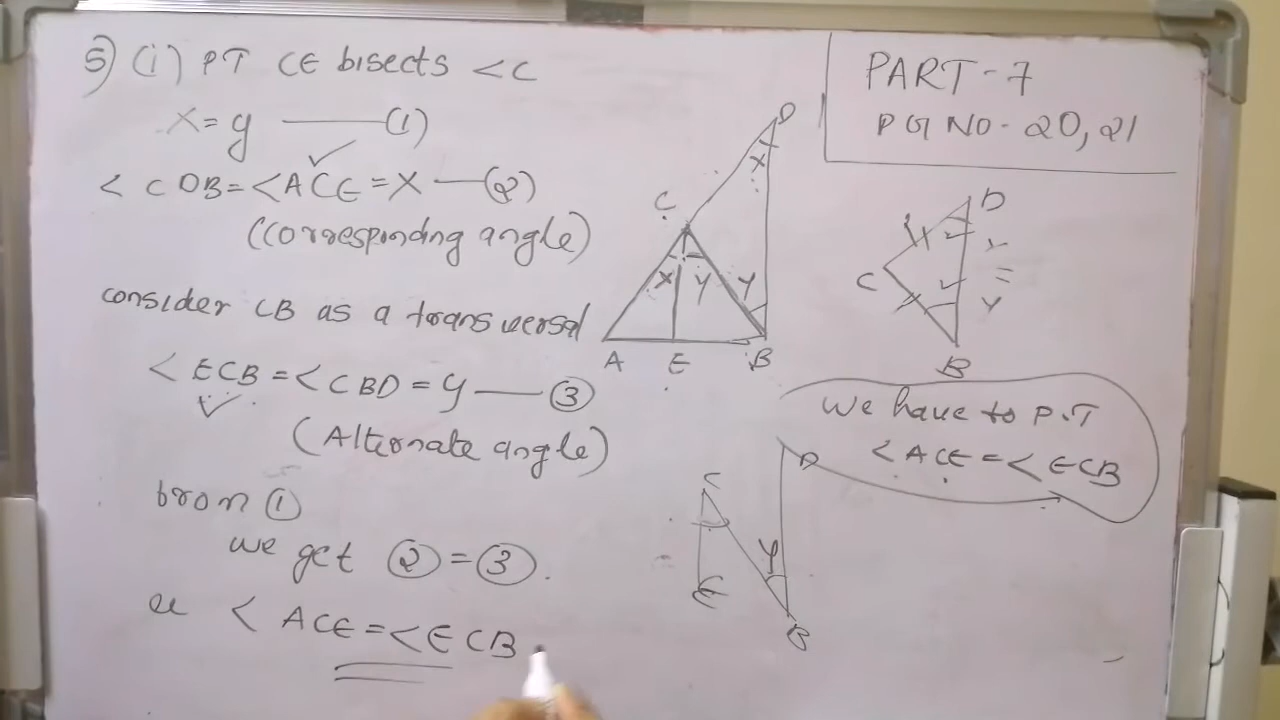 5) (i) PT CE bisects <C
x = y ——— (1)
< CDB = <ACE = x — (2)
(Corresponding angle)
consider CB as a transversal
< ECB = < CBD = y —— ③
(Alternate angle)
from ①
we get ② = ③.
ie < ACE = < ECB
PART-7
PG NO - 20, 21
D
x
C
x y y
A E B
D
C
x
=
y
B
we have to P.T
< ACE = < ECB
D
C
y
E
B